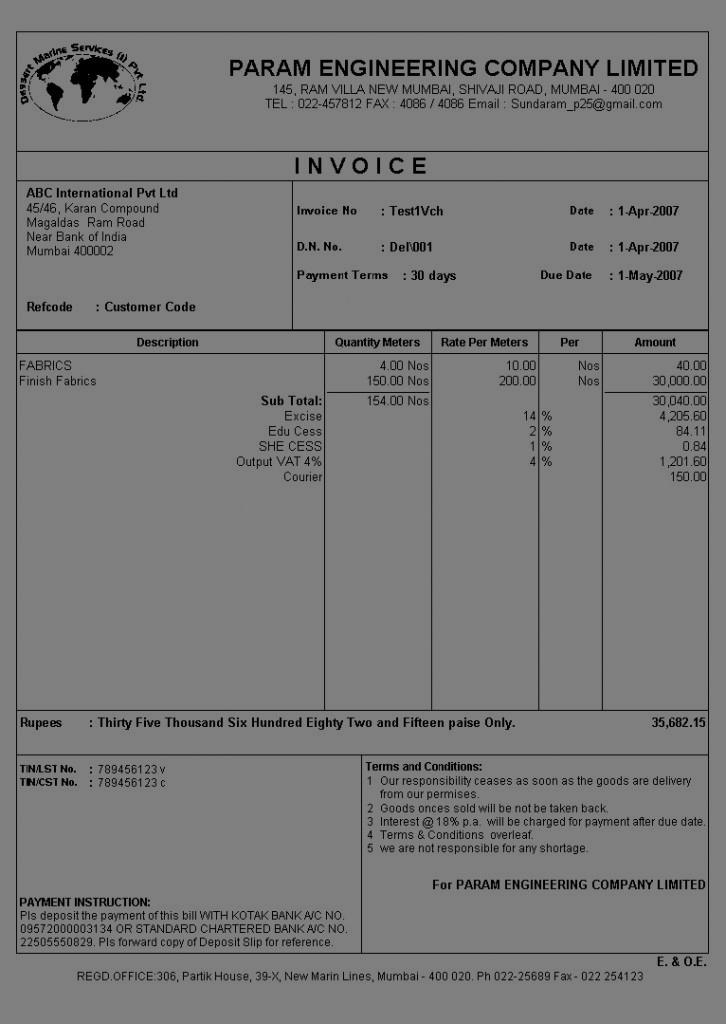 Dessert Marine Services (I) Pvt Ltd.
PARAM ENGINEERING COMPANY LIMITED
145, RAM VILLA NEW MUMBAI, SHIVAJI ROAD, MUMBAI - 400 020
TEL : 022-457812 FAX : 4086 / 4086 Email : Sundaram_p25@gmail.com
INVOICE
ABC International Pvt Ltd
45/46, Karan Compound
Magaldas Ram Road
Near Bank of India
Mumbai 400002
Refcode : Customer Code
Invoice No : Test1Vch Date : 1-Apr-2007
D.N. No. : Del\001 Date : 1-Apr-2007
Payment Terms : 30 days Due Date : 1-May-2007
Description Quantity Meters Rate Per Meters Per Amount
FABRICS 4.00 Nos 10.00 Nos 40.00
Finish Fabrics 150.00 Nos 200.00 Nos 30,000.00
Sub Total: 154.00 Nos 30,040.00
Excise 14 % 4,205.60
Edu Cess 2 % 84.11
SHE CESS 1 % 0.84
Output VAT 4% 4 % 1,201.60
Courier 150.00
Rupees : Thirty Five Thousand Six Hundred Eighty Two and Fifteen paise Only. 35,682.15
TIN/LST No. : 789456123 v
TIN/CST No. : 789456123 c
Terms and Conditions:
1 Our responsibility ceases as soon as the goods are delivery
from our permises.
2 Goods onces sold will be not be taken back.
3 Interest @ 18% p.a. will be charged for payment after due date.
4 Terms & Conditions overleaf.
5 we are not responsible for any shortage.
For PARAM ENGINEERING COMPANY LIMITED
PAYMENT INSTRUCTION:
Pls deposit the payment of this bill WITH KOTAK BANK A/C NO.
09572000003134 OR STANDARD CHARTERED BANK A/C NO.
22505550829. Pls forward copy of Deposit Slip for reference.
E. & O.E.
REGD.OFFICE:306, Partik House, 39-X, New Marin Lines, Mumbai - 400 020. Ph 022-25689 Fax - 022 254123